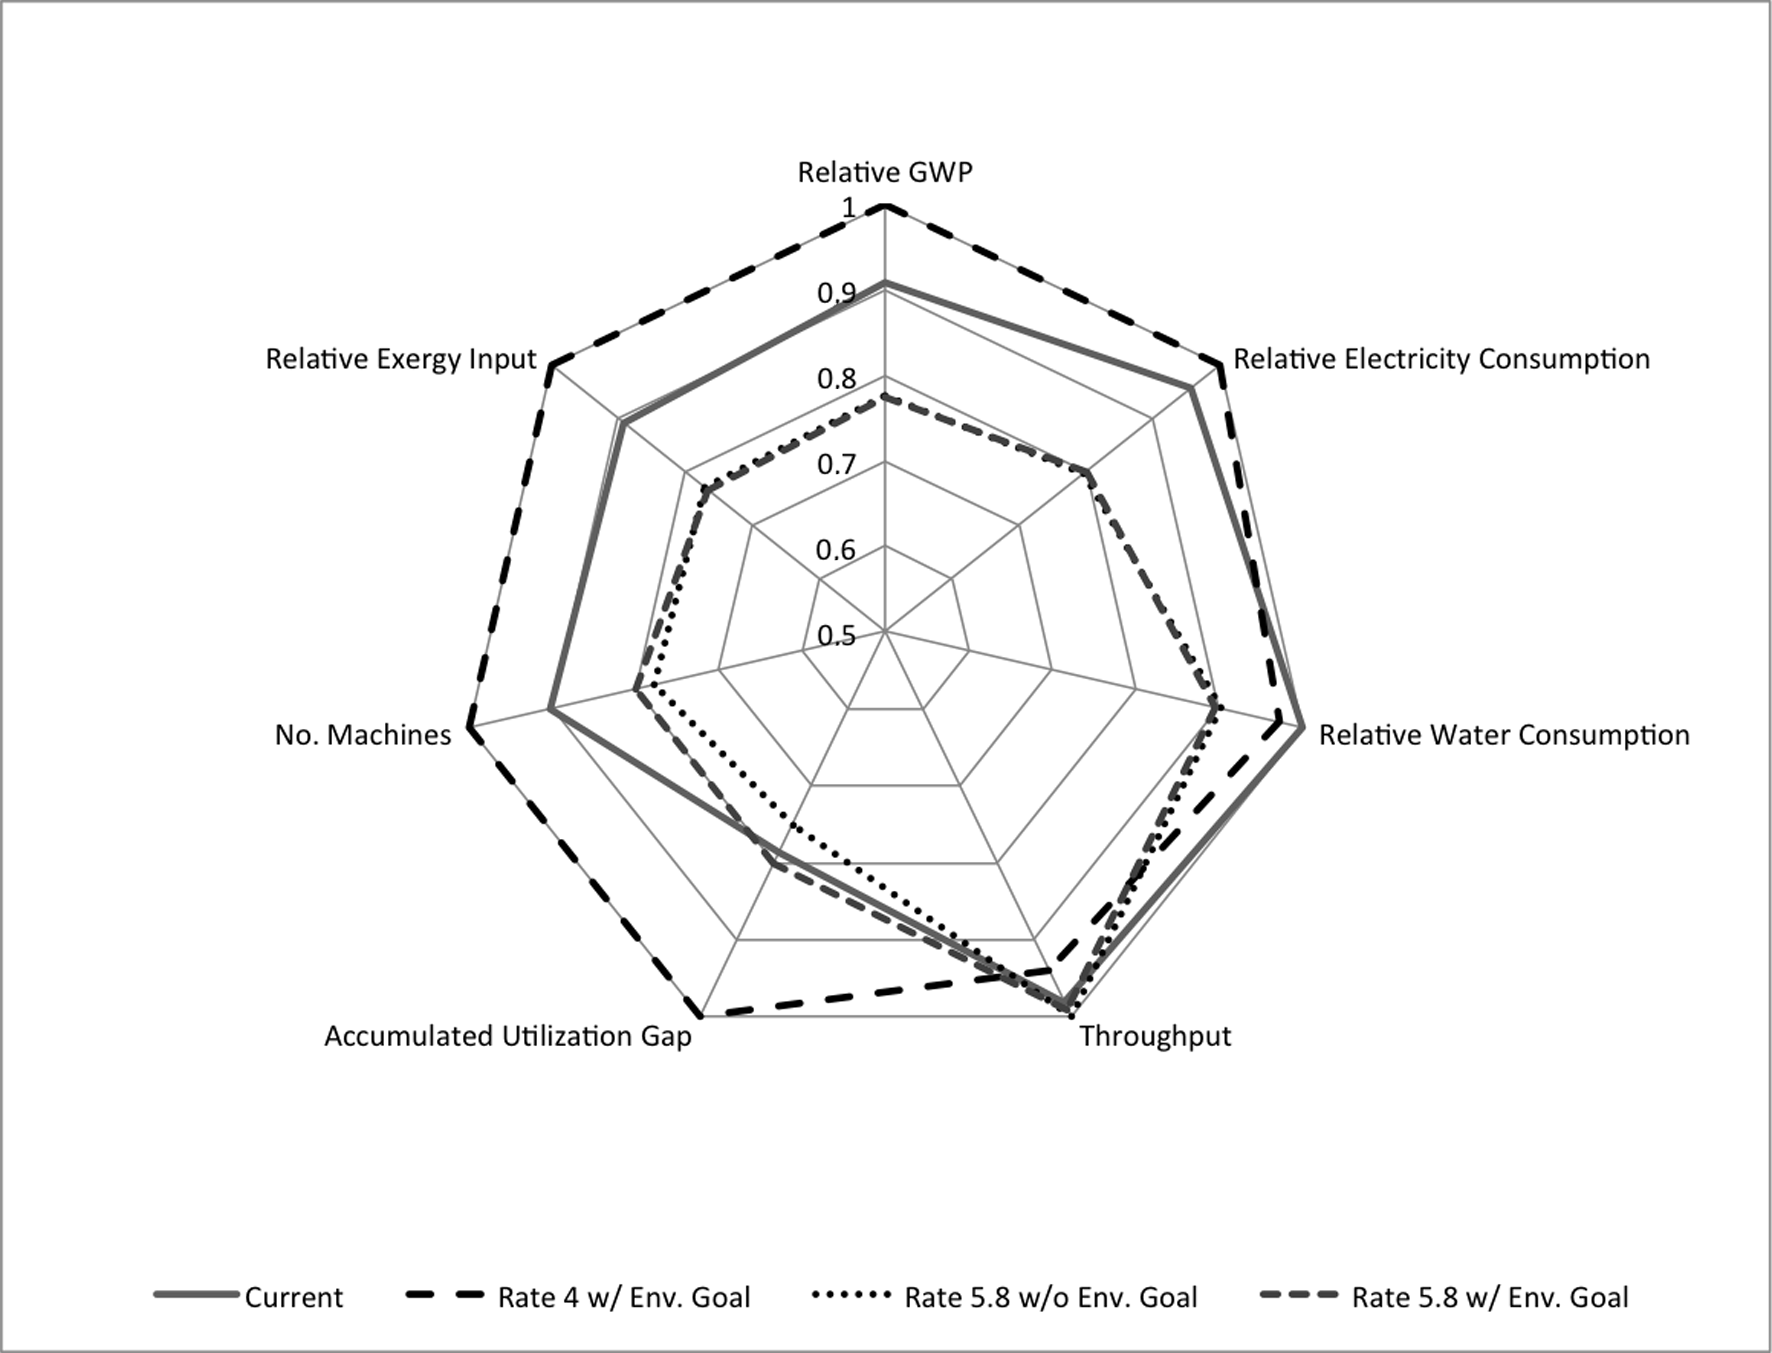 Relative GWP
1
0.9
0.8
0.7
0.6
0.5
Relative Exergy Input
Relative Electricity Consumption
No. Machines
Relative Water Consumption
Accumulated Utilization Gap
Throughput
Current
Rate 4 w/ Env. Goal
Rate 5.8 w/o Env. Goal
Rate 5.8 w/ Env. Goal